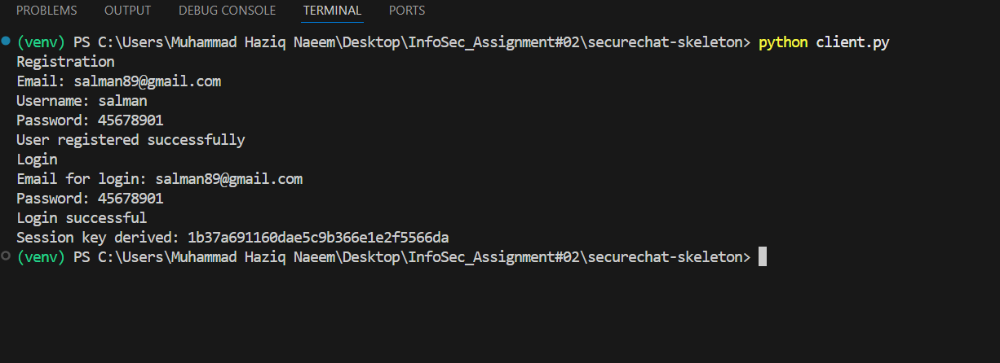 PROBLEMS OUTPUT DEBUG CONSOLE TERMINAL PORTS
(venv) PS C:\Users\Muhammad Haziq Naeem\Desktop\InfoSec_Assignment#02\securechat-skeleton> python client.py
Registration
Email: salman89@gmail.com
Username: salman
Password: 45678901
User registered successfully
Login
Email for login: salman89@gmail.com
Password: 45678901
Login successful
Session key derived: 1b37a691160dae5c9b366e1e2f5566da
(venv) PS C:\Users\Muhammad Haziq Naeem\Desktop\InfoSec_Assignment#02\securechat-skeleton>